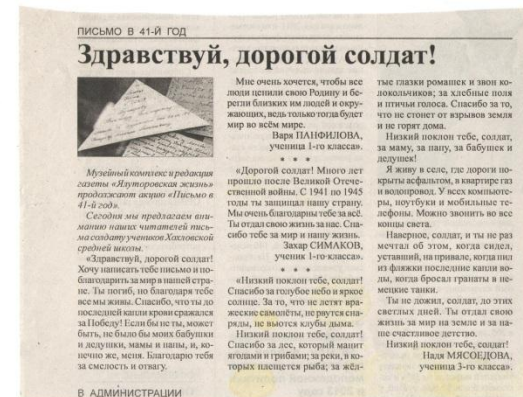 ПИСЬМО В 41-Й ГОД
Здравствуй, дорогой солдат!
Музейный комплекс и редакция
газеты «Ялуторовская жизнь»
продолжают акцию «Письмо в
41-й год».
Сегодня мы предлагаем вни-
манию наших читателей пись-
ма солдату учеников Хохловской
средней школы.
«Здравствуй, дорогой солдат!
Хочу написать тебе письмо и по-
благодарить за мир в нашей стра-
не. Ты погиб, но благодаря тебе
все мы живы. Спасибо, что ты до
последней капли крови сражался
за Победу! Если бы не ты, может
быть, не было бы моих бабушки
и дедушки, мамы и папы, и, ко-
нечно же, меня. Благодарю тебя
за смелость и отвагу.
Мне очень хочется, чтобы все
люди ценили свою Родину и бе-
регли близких им людей и окру-
жающих, ведь только тогда будет
мир во всём мире.
Варя ПАНФИЛОВА,
ученица 1-го класса».
* * *
«Дорогой солдат! Много лет
прошло после Великой Отече-
ственной войны. С 1941 по 1945
годы ты защищал нашу страну.
Мы очень благодарны тебе за всё.
Ты отдал свою жизнь за нас. Спа-
сибо тебе за мир и нашу жизнь.
Захар СИМАКОВ,
ученик 1-го класса».
* * *
«Низкий поклон тебе, солдат!
Спасибо за голубое небо и яркое
солнце. За то, что не летят вра-
жеские самолёты, не рвутся сна-
ряды, не вьются клубы дыма.
Низкий поклон тебе, солдат!
Спасибо за лес, который манит
ягодами и грибами; за реки, в ко-
торых плещется рыба; за жёл-
тые глазки ромашек и звон ко-
локольчиков; за хлебные поля
и птичьи голоса. Спасибо за то,
что не стонет от взрывов земля
и не горят дома.
Низкий поклон тебе, солдат,
за маму, за папу, за бабушек и
дедушек!
Я живу в селе, где дороги по-
крыты асфальтом, в квартире газ
и водопровод. У всех компьюте-
ры, ноутбуки и мобильные те-
лефоны. Можно звонить во все
концы света.
Наверное, солдат, и ты не раз
мечтал об этом, когда сидел,
уставший, на привале, когда пил
из фляжки последние капли во-
ды, когда бросал гранаты в не-
мецкие танки.
Ты не дожил, солдат, до этих
светлых дней. Ты отдал свою
жизнь за мир на земле и за на-
ше счастливое детство.
Низкий поклон тебе, солдат!
Надя МЯСОЕДОВА,
ученица 3-го класса».
В АДМИНИСТРАЦИИ